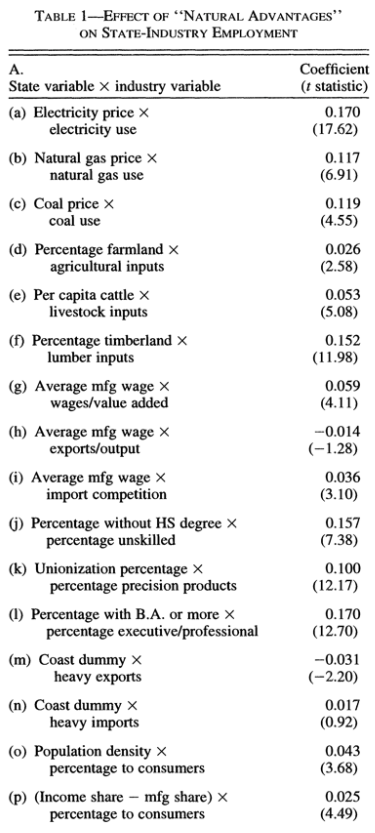 TABLE 1—EFFECT OF ‘‘NATURAL ADVANTAGES’’
ON STATE-INDUSTRY EMPLOYMENT
A. Coefficient
State variable × industry variable (t statistic)
(a) Electricity price × 0.170
electricity use (17.62)
(b) Natural gas price × 0.117
natural gas use (6.91)
(c) Coal price × 0.119
coal use (4.55)
(d) Percentage farmland × 0.026
agricultural inputs (2.58)
(e) Per capita cattle × 0.053
livestock inputs (5.08)
(f) Percentage timberland × 0.152
lumber inputs (11.98)
(g) Average mfg wage × 0.059
wages/value added (4.11)
(h) Average mfg wage × −0.014
exports/output (−1.28)
(i) Average mfg wage × 0.036
import competition (3.10)
(j) Percentage without HS degree × 0.157
percentage unskilled (7.38)
(k) Unionization percentage × 0.100
percentage precision products (12.17)
(l) Percentage with B.A. or more × 0.170
percentage executive/professional (12.70)
(m) Coast dummy × −0.031
heavy exports (−2.20)
(n) Coast dummy × 0.017
heavy imports (0.92)
(o) Population density × 0.043
percentage to consumers (3.68)
(p) (Income share − mfg share) × 0.025
percentage to consumers (4.49)